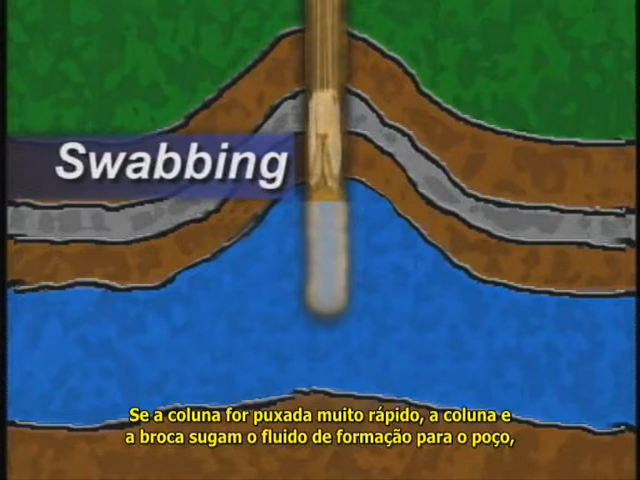 Swabbing
Se a coluna for puxada muito rápido, a coluna e
a broca sugam o fluido de formação para o poço,